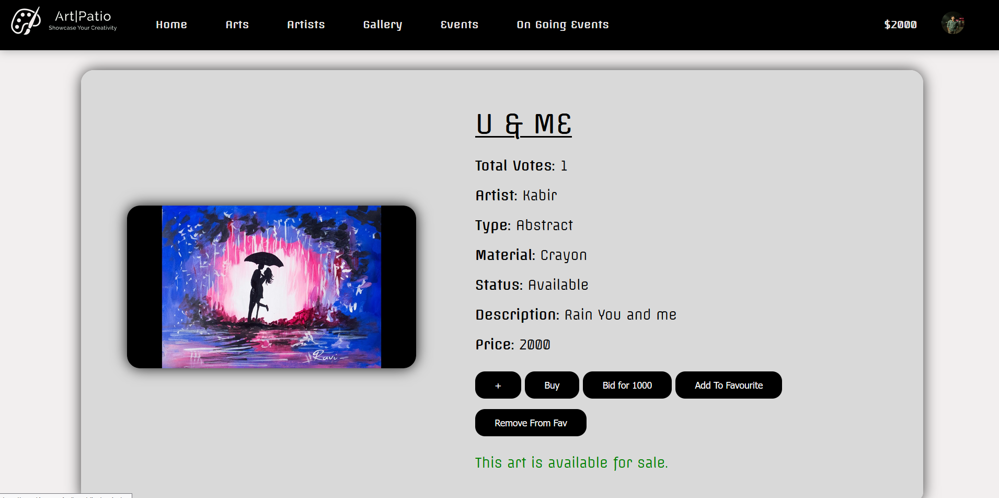 Art|Patio
Showcase Your Creativity
Home Arts Artists Gallery Events On Going Events $2000
U & ME
Total Votes: 1
Artist: Kabir
Type: Abstract
Material: Crayon
Status: Available
Description: Rain You and me
Price: 2000
+ Buy Bid for 1000 Add To Favourite
Remove From Fav
This art is available for sale.
Ravi